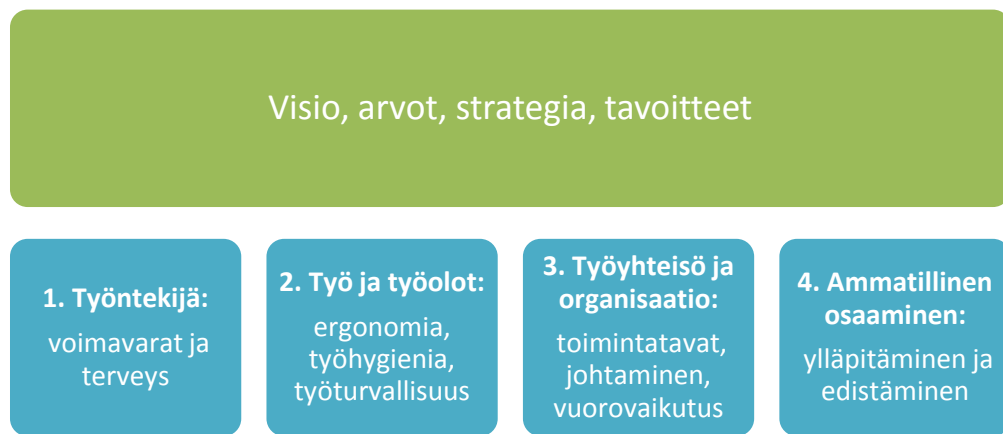 Visio, arvot, strategia, tavoitteet
1. Työntekijä:
voimavarat ja
terveys
2. Työ ja työolot:
ergonomia,
työhygienia,
työturvallisuus
3. Työyhteisö ja
organisaatio:
toimintatavat,
johtaminen,
vuorovaikutus
4. Ammatillinen
osaaminen:
ylläpitäminen ja
edistäminen